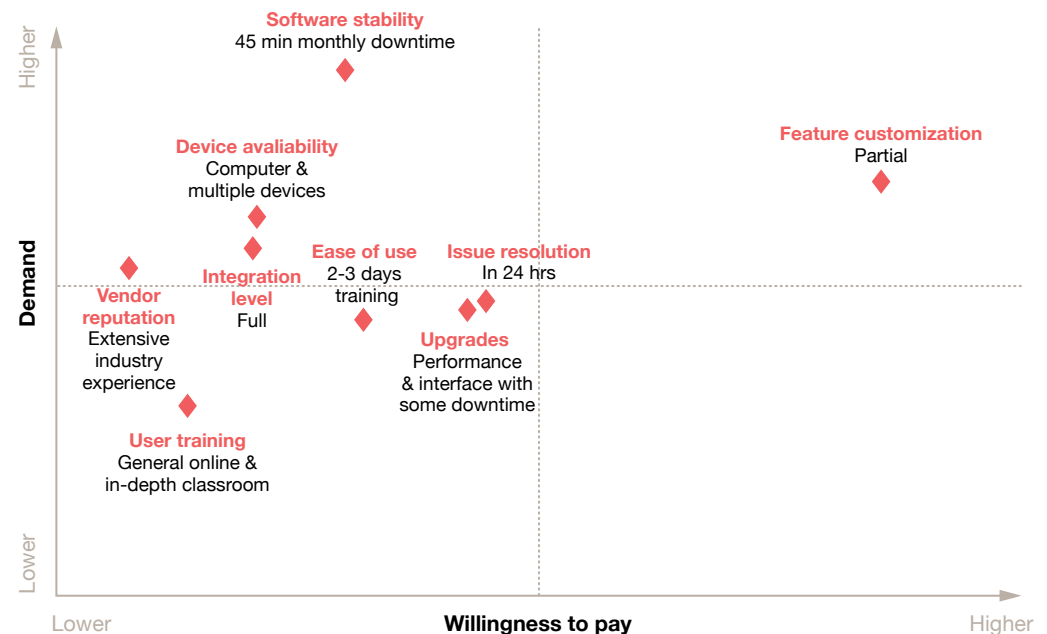 Higher
Demand
Lower
Software stability
45 min monthly downtime
Feature customization
Partial
Device avaliability
Computer &
multiple devices
Integration
level
Full
Ease of use
2-3 days
training
Issue resolution
In 24 hrs
Vendor
reputation
Extensive
industry
experience
Upgrades
Performance
& interface with
some downtime
User training
General online &
in-depth classroom
Lower
Willingness to pay
Higher